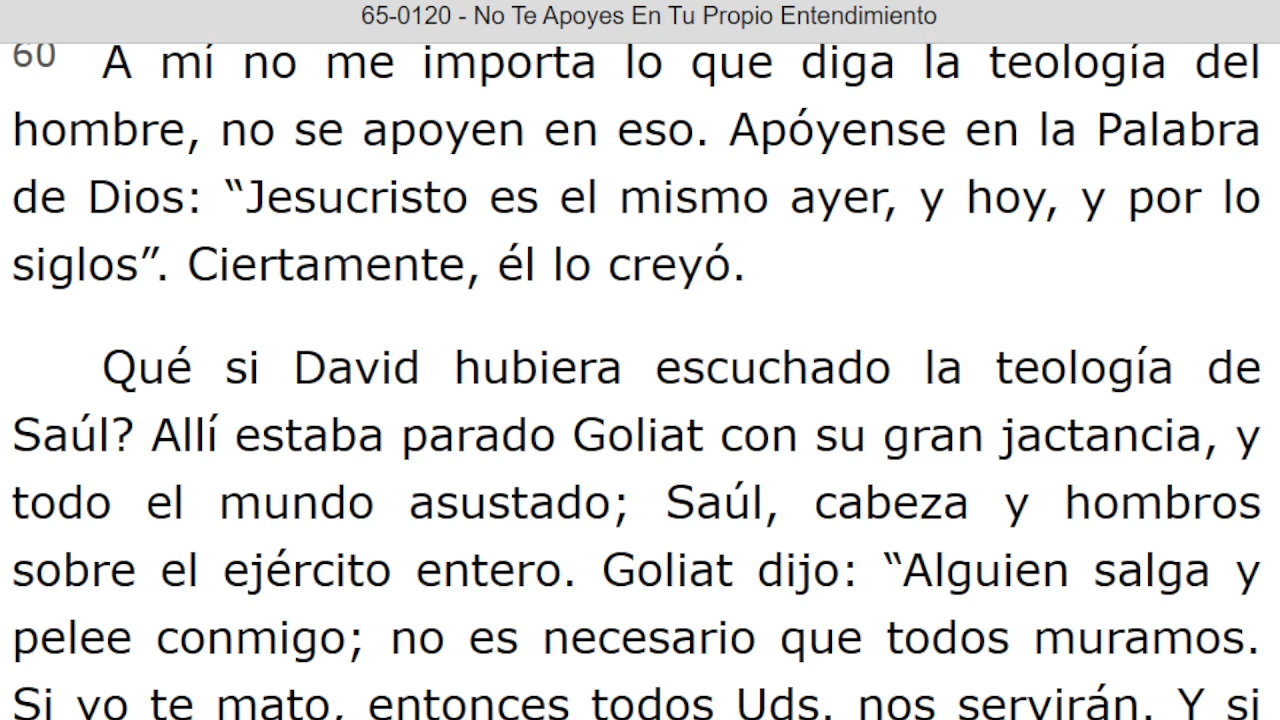 65-0120 - No Te Apoyes En Tu Propio Entendimiento
60 A mí no me importa lo que diga la teología del
hombre, no se apoyen en eso. Apóyense en la Palabra
de Dios: “Jesucristo es el mismo ayer, y hoy, y por lo
siglos”. Ciertamente, él lo creyó.
Qué si David hubiera escuchado la teología de
Saúl? Allí estaba parado Goliat con su gran jactancia, y
todo el mundo asustado; Saúl, cabeza y hombros
sobre el ejército entero. Goliat dijo: “Alguien salga y
pelee conmigo; no es necesario que todos muramos.
Si yo te mato, entonces todos Uds. nos servirán. Y si